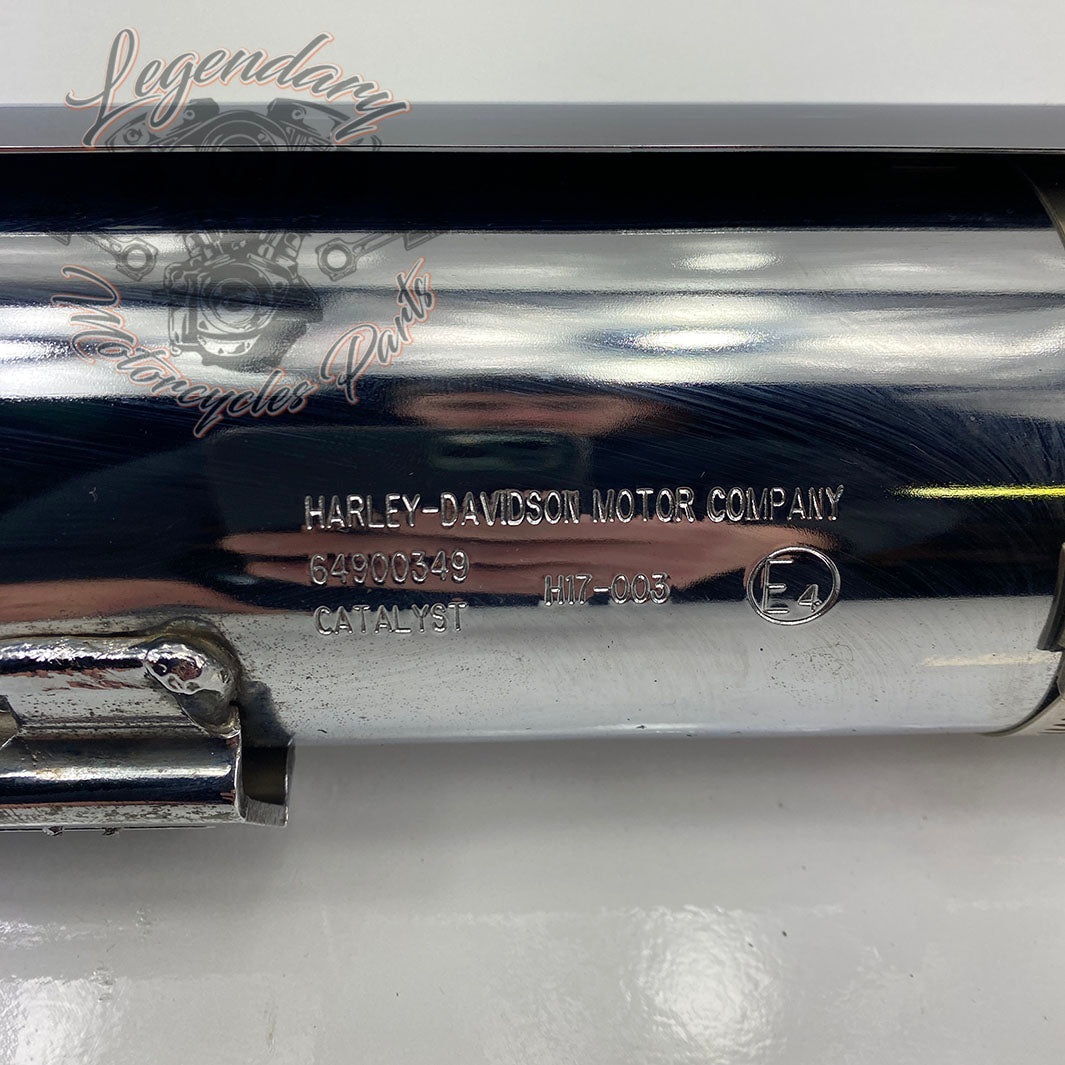 Legendary
Motorcycles Parts
HARLEY-DAVIDSON MOTOR COMPANY
64900349
H17-003
E4
CATALYST